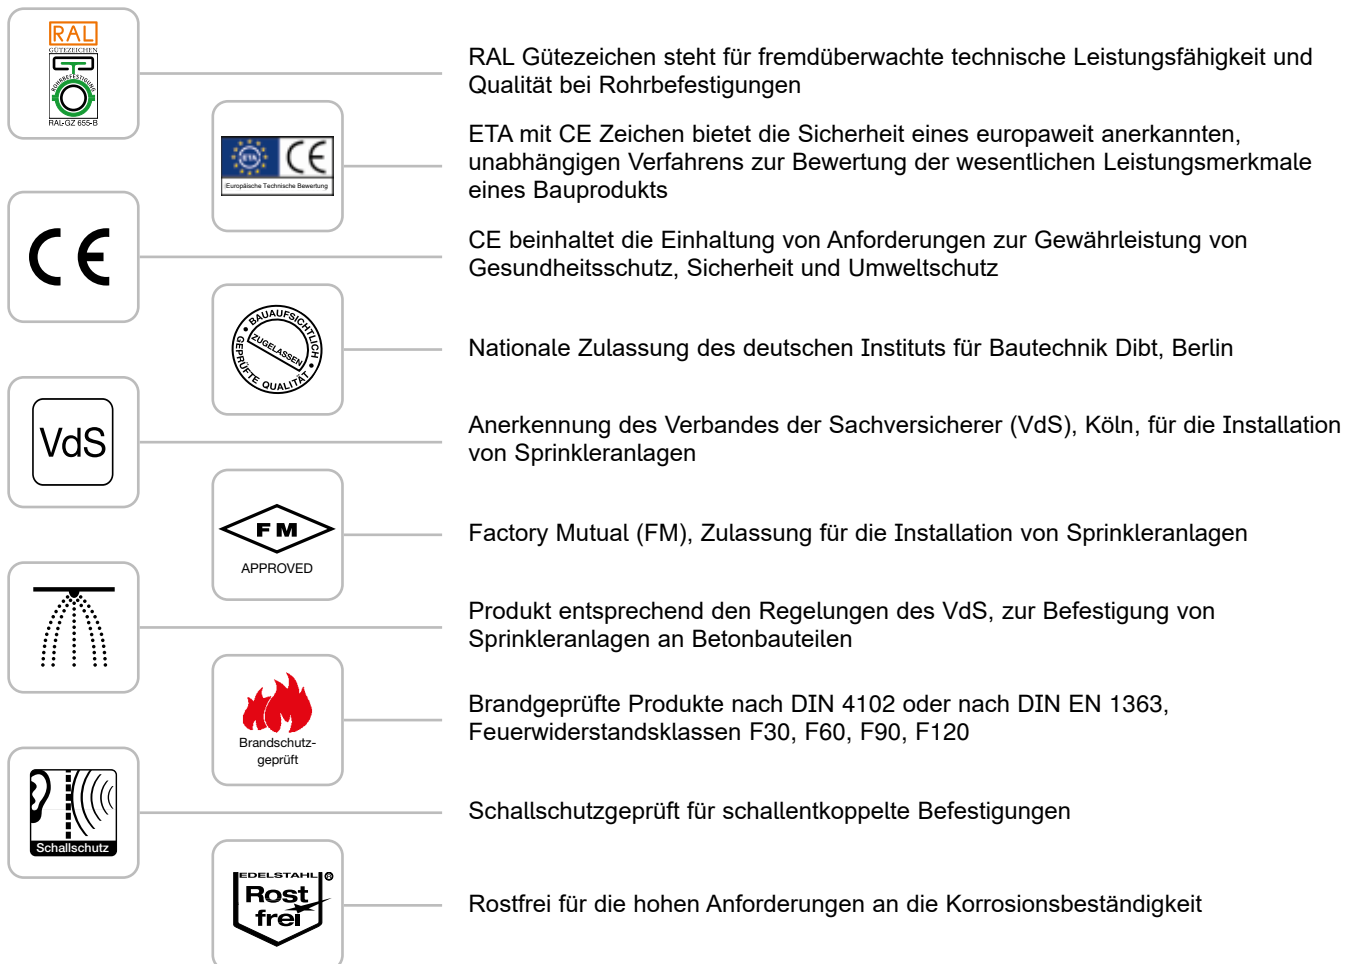 RAL
GÜTEZEICHEN
ROHRBEFESTIGUNG
RAL-GZ 655-B
RAL Gütezeichen steht für fremdüberwachte technische Leistungsfähigkeit und
Qualität bei Rohrbefestigungen
ETA
CE
Europäische Technische Bewertung
ETA mit CE Zeichen bietet die Sicherheit eines europaweit anerkannten,
unabhängigen Verfahrens zur Bewertung der wesentlichen Leistungsmerkmale
eines Bauprodukts
CE
CE beinhaltet die Einhaltung von Anforderungen zur Gewährleistung von
Gesundheitsschutz, Sicherheit und Umweltschutz
BAUAUFSICHTLICH
ZUGELASSEN
GEPRÜFTE QUALITÄT
Nationale Zulassung des deutschen Instituts für Bautechnik Dibt, Berlin
VdS
Anerkennung des Verbandes der Sachversicherer (VdS), Köln, für die Installation
von Sprinkleranlagen
FM
APPROVED
Factory Mutual (FM), Zulassung für die Installation von Sprinkleranlagen
Produkt entsprechend den Regelungen des VdS, zur Befestigung von
Sprinkleranlagen an Betonbauteilen
Brandschutz-
geprüft
Brandgeprüfte Produkte nach DIN 4102 oder nach DIN EN 1363,
Feuerwiderstandsklassen F30, F60, F90, F120
Schallschutz
Schallschutzgeprüft für schallentkoppelte Befestigungen
EDELSTAHL ®
Rost
frei
Rostfrei für die hohen Anforderungen an die Korrosionsbeständigkeit